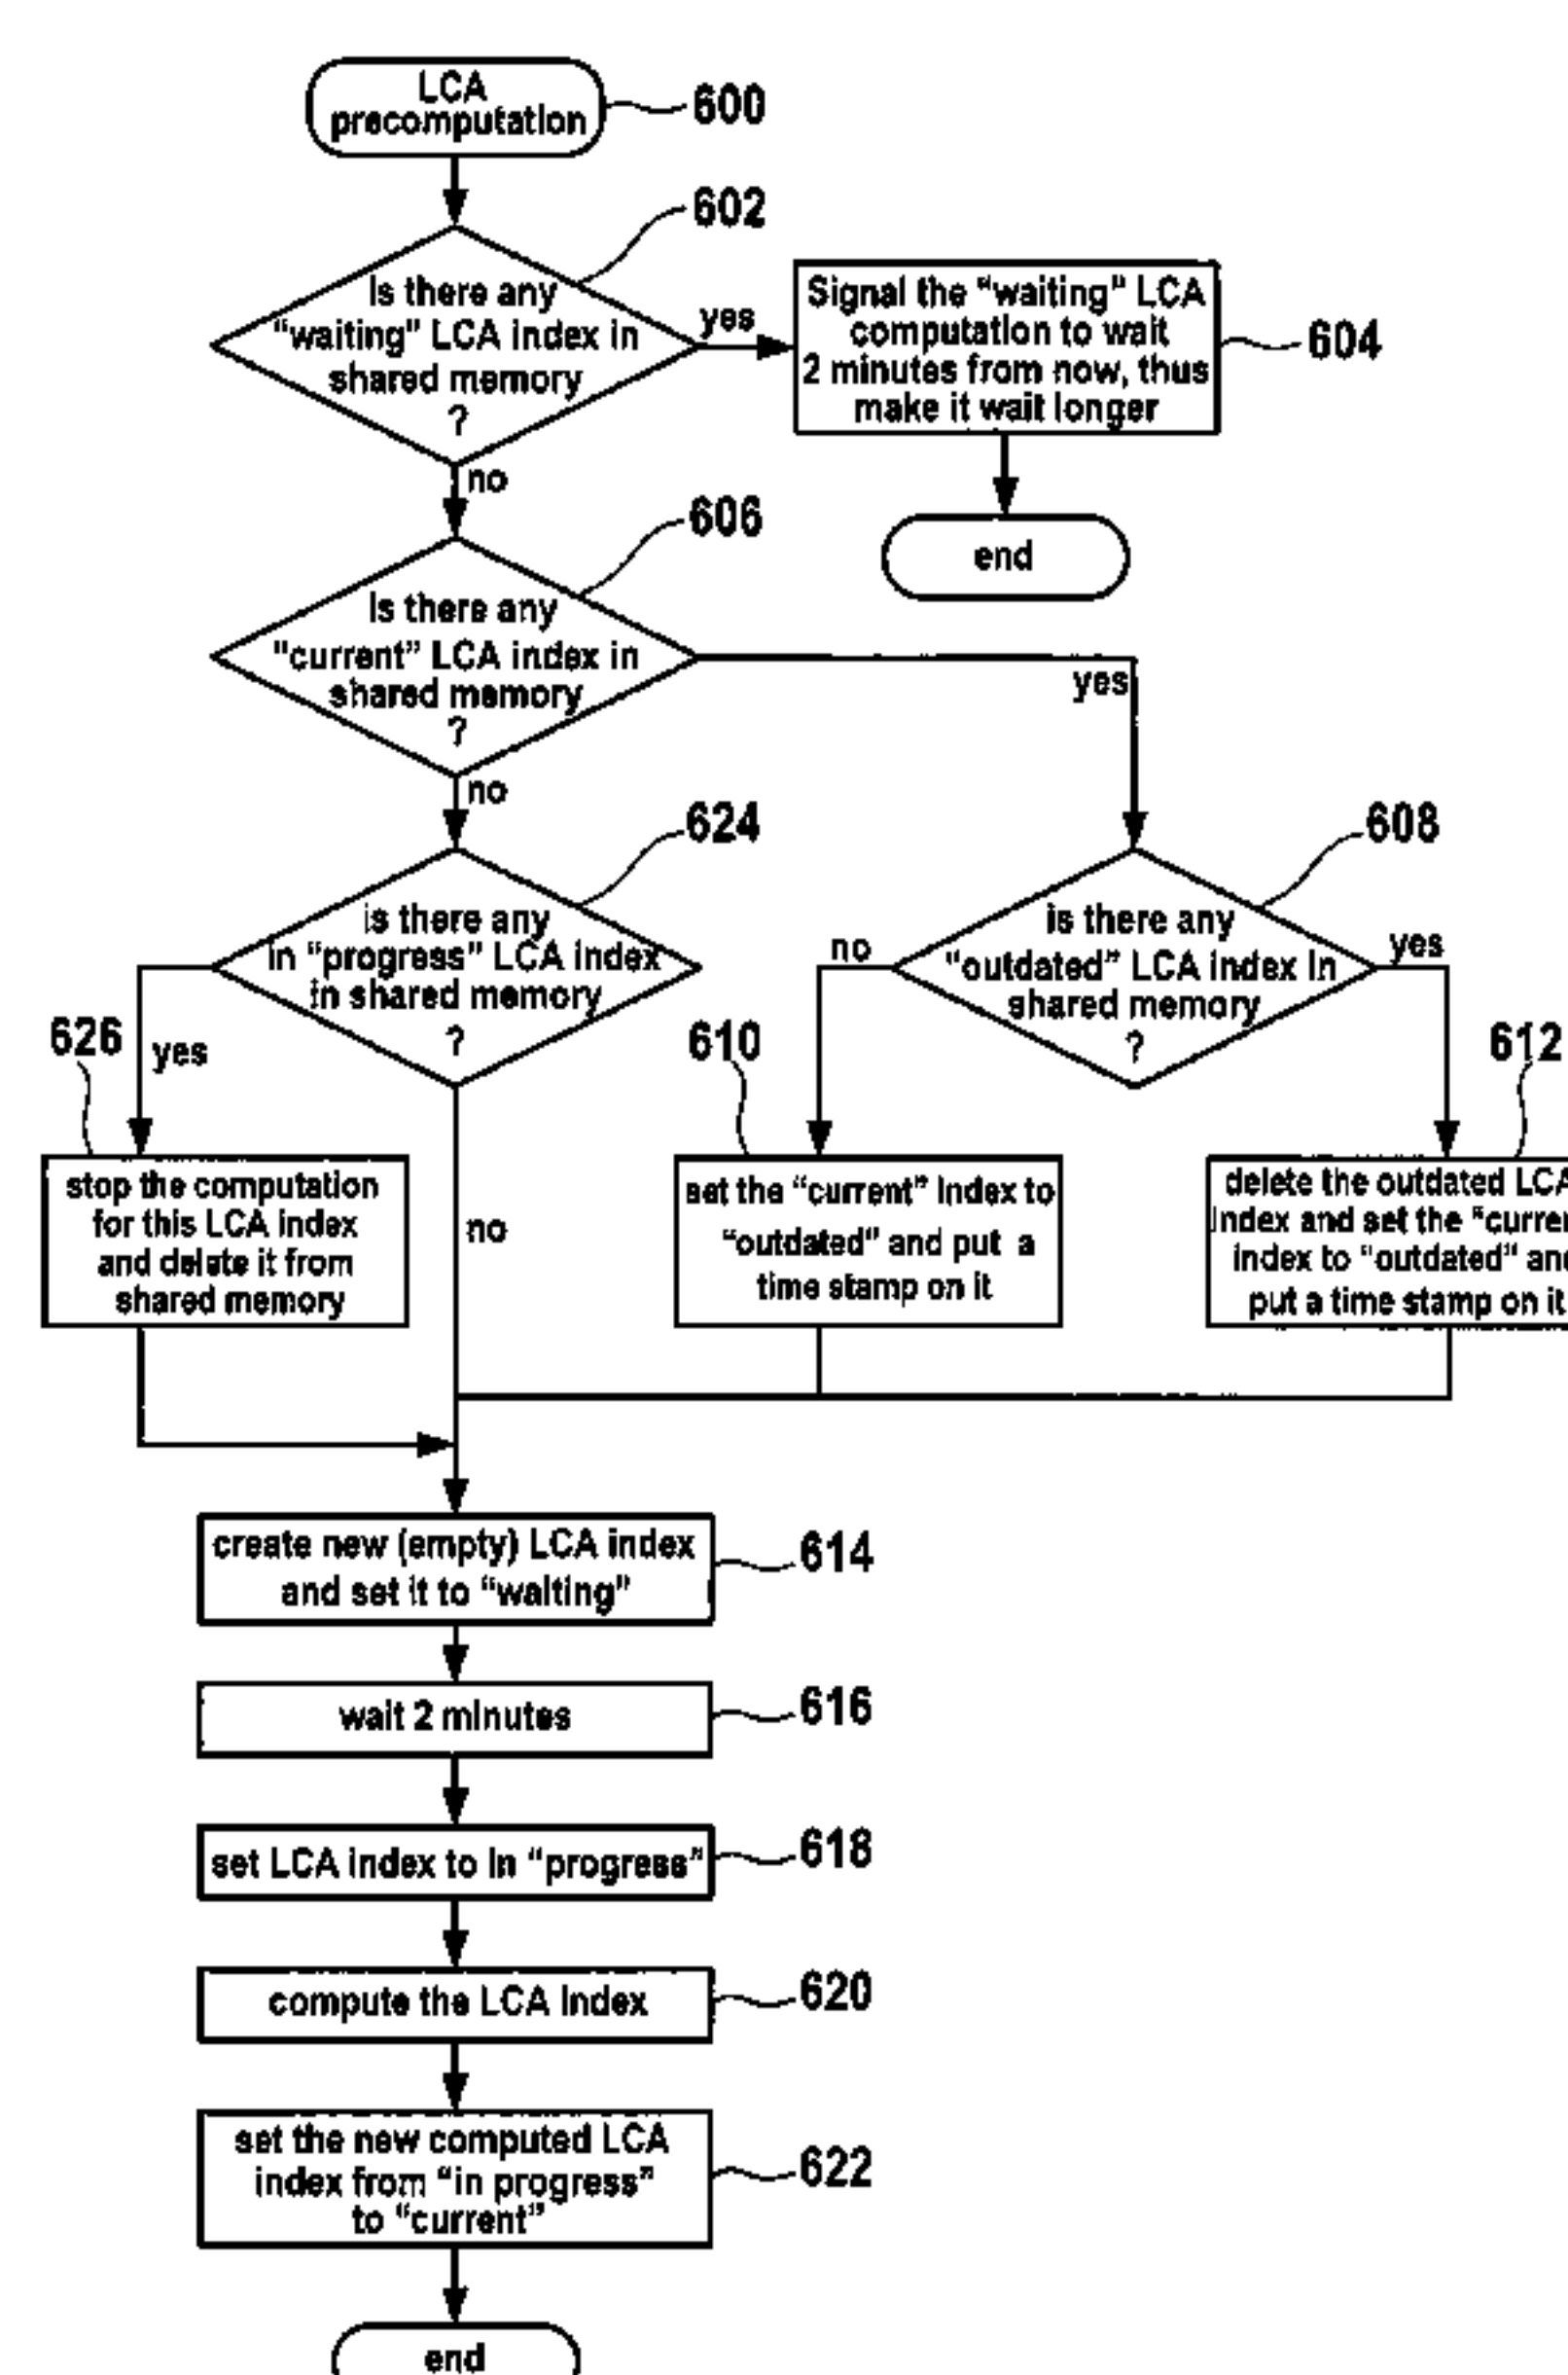 LCA
precomputation
600
602
Is there any
"waiting" LCA index in
shared memory
?
yes
Signal the "waiting" LCA
computation to wait
2 minutes from now, thus
make it wait longer
604
no
end
606
Is there any
"current" LCA index in
shared memory
?
yes
no
624
is there any
in "progress" LCA index
in shared memory
?
608
is there any
"outdated" LCA index in
shared memory
?
no
yes
626
yes
610
612
stop the computation
for this LCA index
and delete it from
shared memory
no
set the "current" index to
"outdated" and put a
time stamp on it
delete the outdated LCA
index and set the "curren
index to "outdated" and
put a time stamp on it
create new (empty) LCA index
and set it to "waiting"
614
wait 2 minutes
616
set LCA index to in "progress"
618
compute the LCA index
620
set the new computed LCA
index from "in progress"
to "current"
622
end